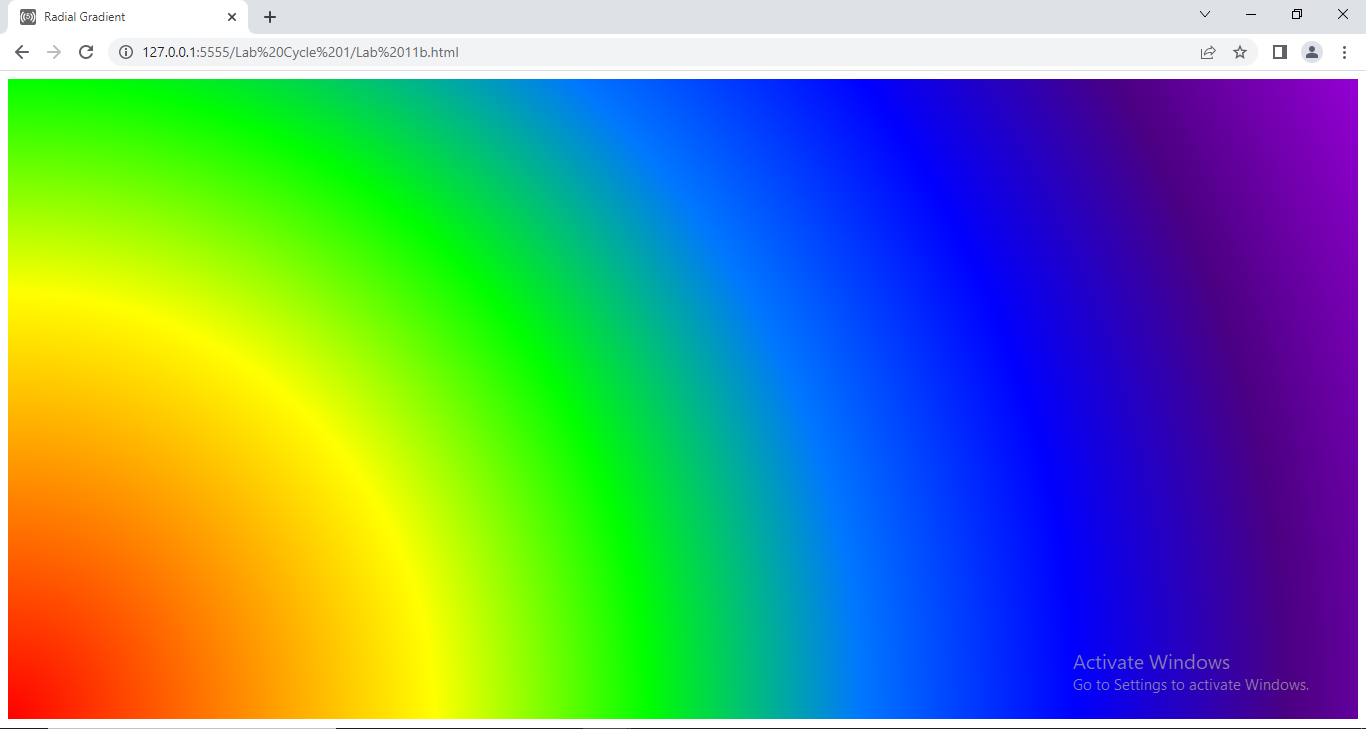 Radial Gradient
127.0.0.1:5555/Lab%20Cycle%201/Lab%2011b.html
Activate Windows
Go to Settings to activate Windows.